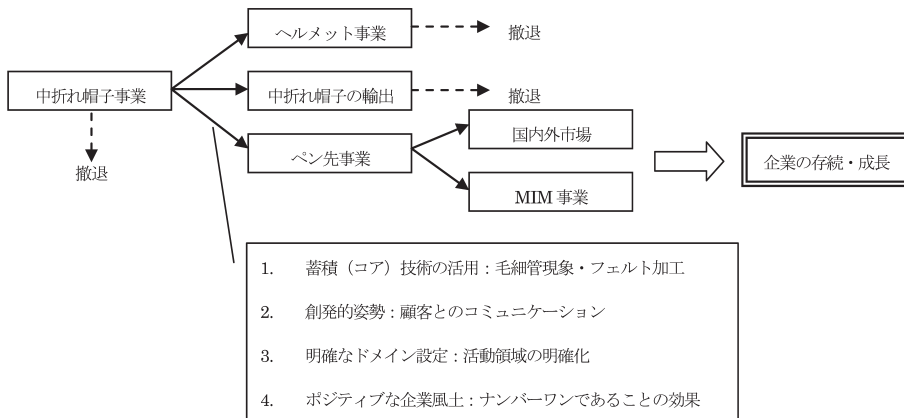 ヘルメット事業
撤退
中折れ帽子事業
中折れ帽子の輸出
撤退
撤退
ペン先事業
国内外市場
MIM 事業
企業の存続・成長
1. 蓄積（コア）技術の活用：毛細管現象・フェルト加工
2. 創発的姿勢：顧客とのコミュニケーション
3. 明確なドメイン設定：活動領域の明確化
4. ポジティブな企業風土：ナンバーワンであることの効果